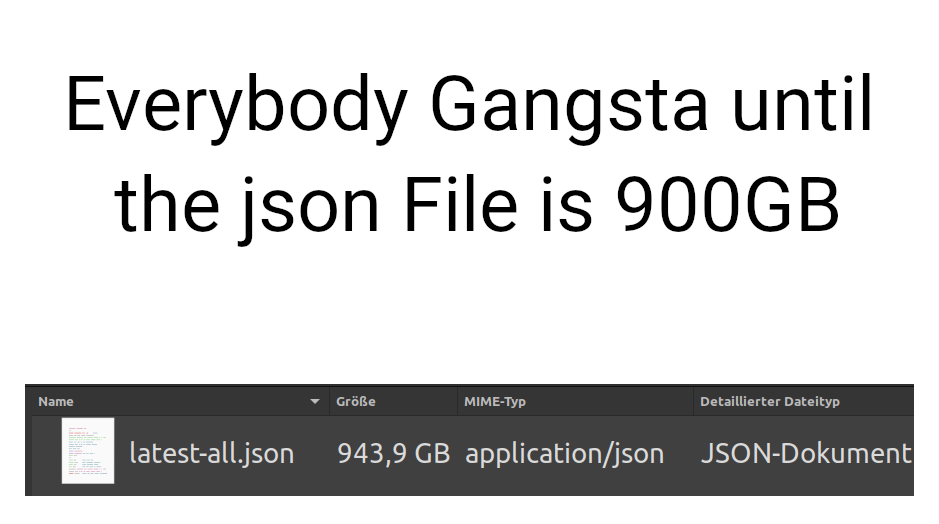 Everybody Gangsta until
the json File is 900GB
Name Größe MIME-Typ Detaillierter Dateityp
latest-all.json 943,9 GB application/json JSON-Dokument